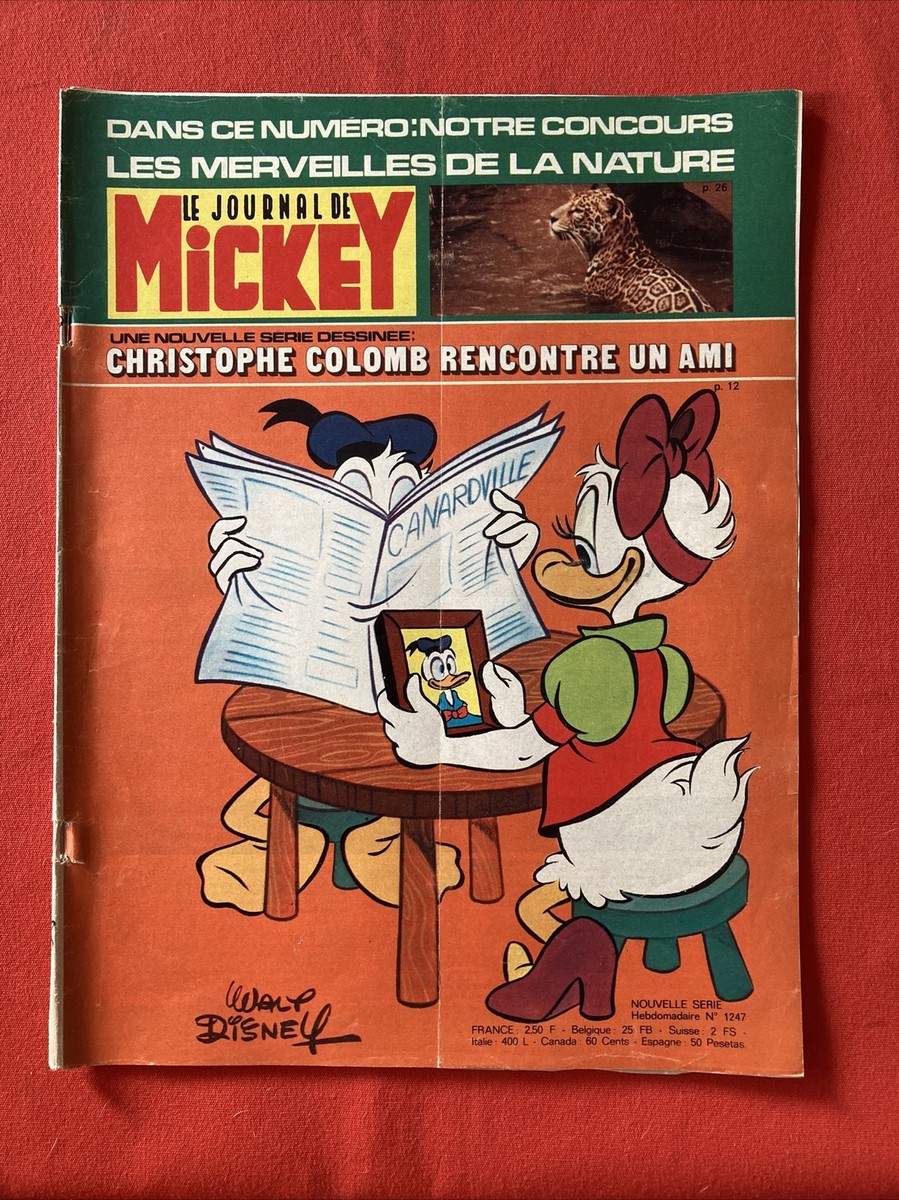 DANS CE NUMÉRO: NOTRE CONCOURS
LES MERVEILLES DE LA NATURE
LE JOURNAL DE
MiCKEY
p. 26
UNE NOUVELLE SERIE DESSINEE:
CHRISTOPHE COLOMB RENCONTRE UN AMI
p. 12
CANARDVILLE
WALT
DISNEY
NOUVELLE SERIE
Hebdomadaire N° 1247
FRANCE : 2,50 F - Belgique : 25 FB - Suisse : 2 FS -
Italie : 400 L - Canada : 60 Cents - Espagne : 50 Pesetas